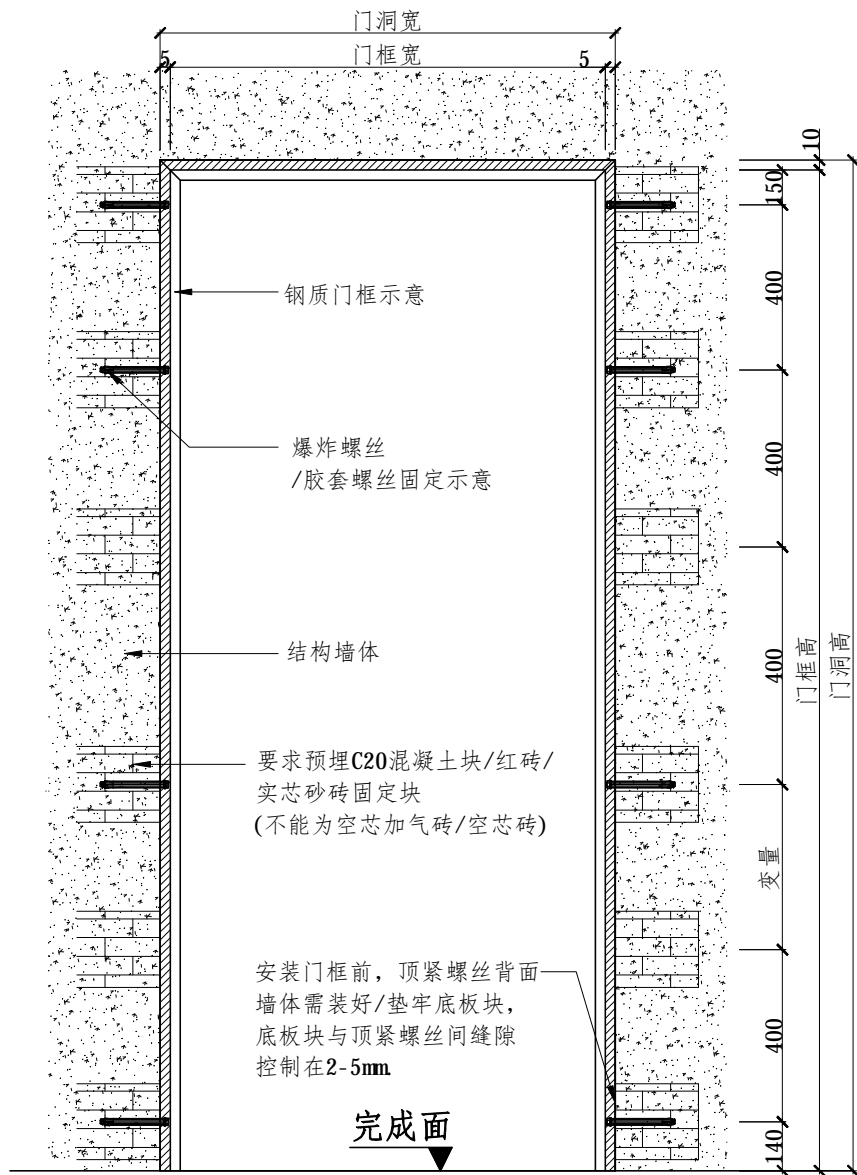 门洞宽
5
门框宽
5
10
150
钢质门框示意
400
爆炸螺丝
/胶套螺丝固定示意
400
结构墙体
400
门框高
门洞高
要求预埋C20混凝土块/红砖/
实芯砂砖固定块
(不能为空芯加气砖/空芯砖)
变量
安装门框前，顶紧螺丝背面
墙体需装好/垫牢底板块，
底板块与顶紧螺丝间缝隙
控制在2-5mm
400
完成面
140